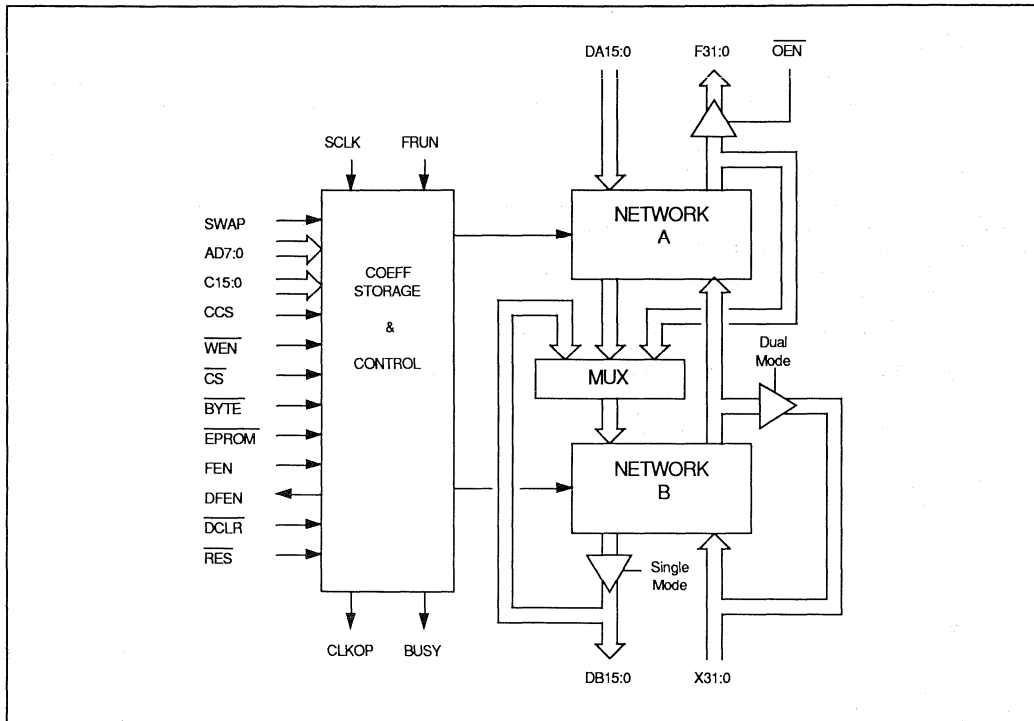 DA15:0
F31:0
OEN
SCLK
FRUN
SWAP
AD7:0
C15:0
CCS
WEN
CS
BYTE
EPROM
FEN
DFEN
DCLR
RES
COEFF
STORAGE
&
CONTROL
NETWORK
A
MUX
Dual
Mode
NETWORK
B
Single
Mode
CLKOP
BUSY
DB15:0
X31:0